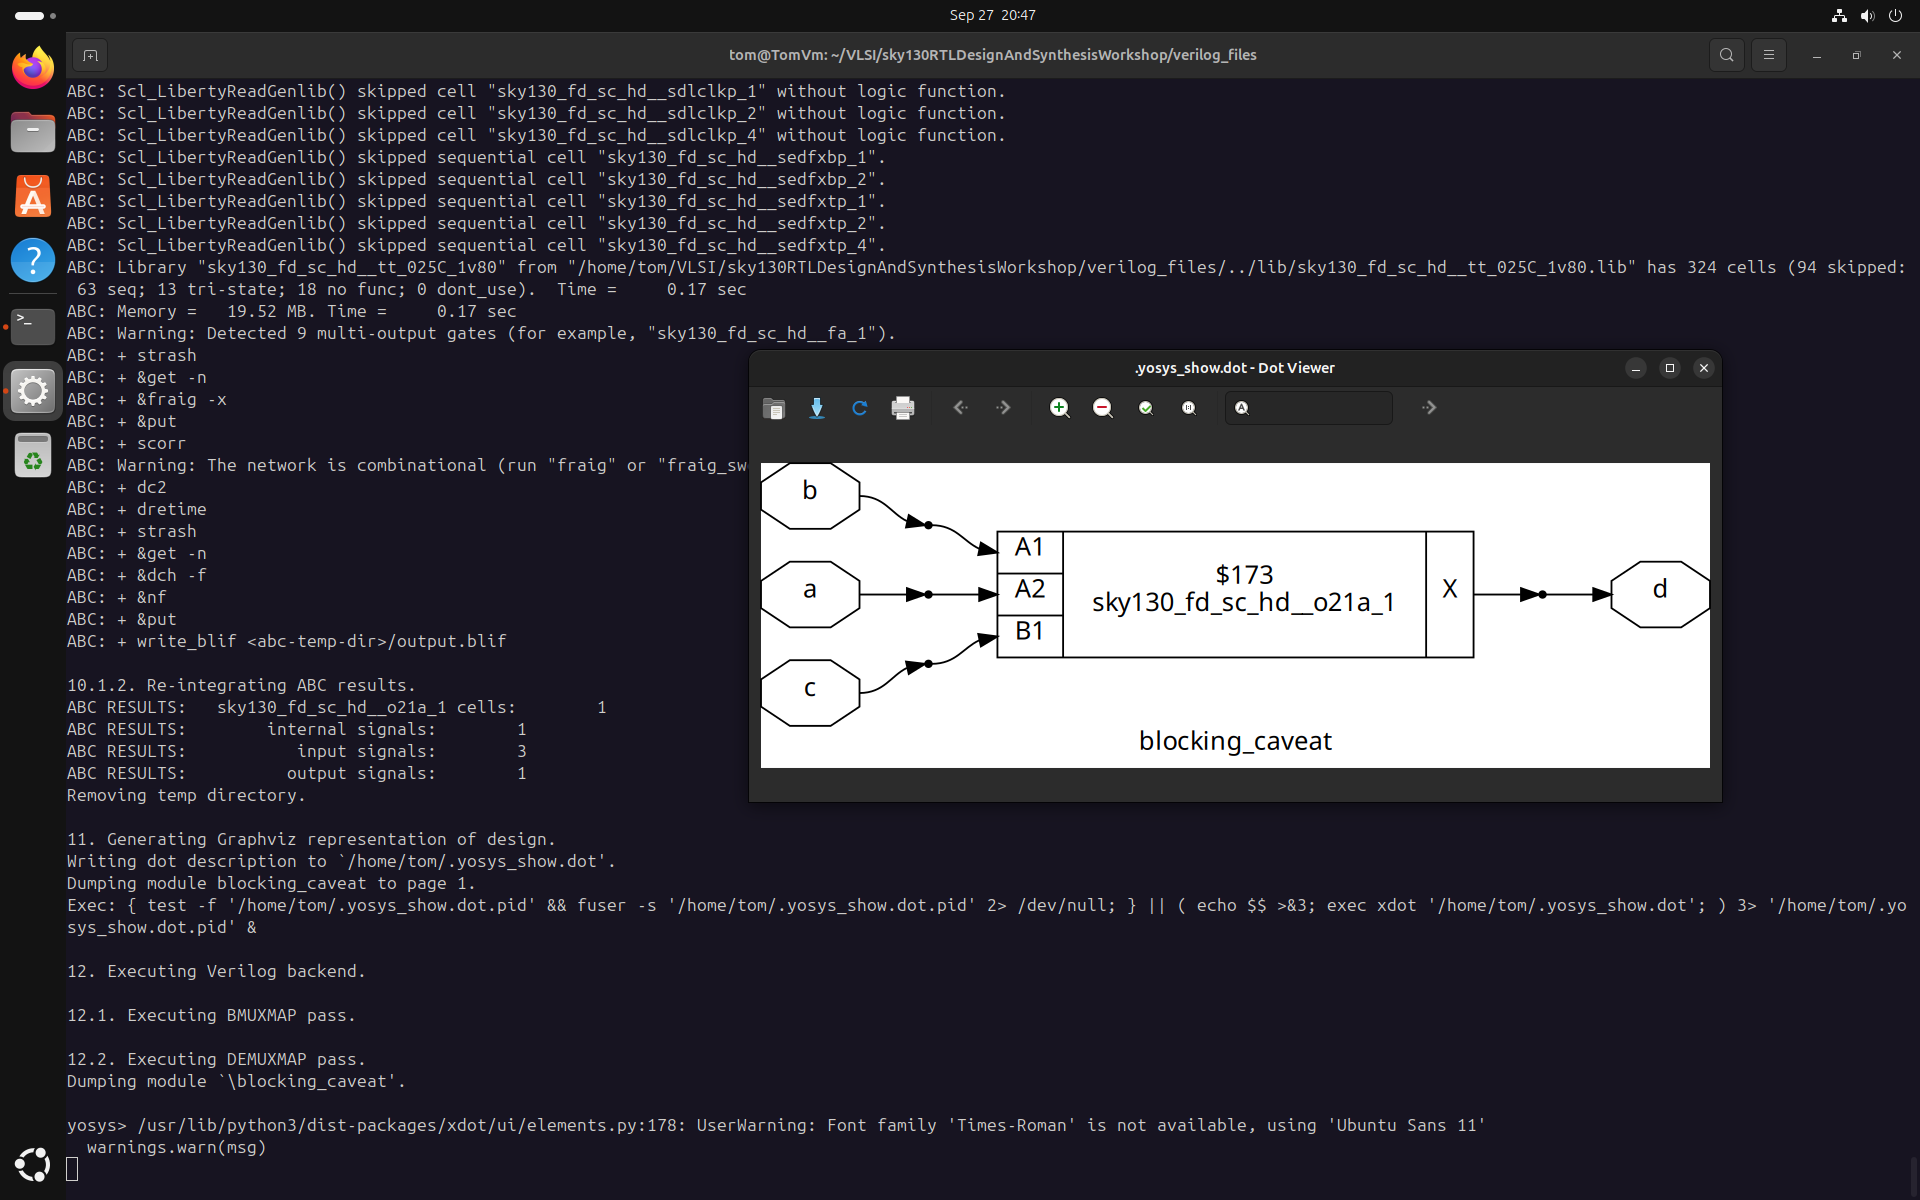 Sep 27 20:47
tom@TomVm: ~/VLSI/sky130RTLDesignAndSynthesisWorkshop/verilog_files
ABC: Scl_LibertyReadGenlib() skipped cell "sky130_fd_sc_hd__sdlclkp_1" without logic function.
ABC: Scl_LibertyReadGenlib() skipped cell "sky130_fd_sc_hd__sdlclkp_2" without logic function.
ABC: Scl_LibertyReadGenlib() skipped cell "sky130_fd_sc_hd__sdlclkp_4" without logic function.
ABC: Scl_LibertyReadGenlib() skipped sequential cell "sky130_fd_sc_hd__sedfxbp_1".
ABC: Scl_LibertyReadGenlib() skipped sequential cell "sky130_fd_sc_hd__sedfxbp_2".
ABC: Scl_LibertyReadGenlib() skipped sequential cell "sky130_fd_sc_hd__sedfxtp_1".
ABC: Scl_LibertyReadGenlib() skipped sequential cell "sky130_fd_sc_hd__sedfxtp_2".
ABC: Scl_LibertyReadGenlib() skipped sequential cell "sky130_fd_sc_hd__sedfxtp_4".
ABC: Library "sky130_fd_sc_hd__tt_025C_1v80" from "/home/tom/VLSI/sky130RTLDesignAndSynthesisWorkshop/verilog_files/../lib/sky130_fd_sc_hd__tt_025C_1v80.lib" has 324 cells (94 skipped:
63 seq; 13 tri-state; 18 no func; 0 dont_use).  Time =     0.17 sec
ABC: Memory =   19.52 MB. Time =     0.17 sec
ABC: Warning: Detected 9 multi-output gates (for example, "sky130_fd_sc_hd__fa_1").
ABC: + strash
ABC: + &get -n
ABC: + &fraig -x
ABC: + &put
ABC: + scorr
ABC: Warning: The network is combinational (run "fraig" or "fraig_sw
ABC: + dc2
ABC: + dretime
ABC: + strash
ABC: + &get -n
ABC: + &dch -f
ABC: + &nf
ABC: + &put
ABC: + write_blif <abc-temp-dir>/output.blif
10.1.2. Re-integrating ABC results.
ABC RESULTS:   sky130_fd_sc_hd__o21a_1 cells:        1
ABC RESULTS:        internal signals:        1
ABC RESULTS:           input signals:        3
ABC RESULTS:          output signals:        1
Removing temp directory.
11. Generating Graphviz representation of design.
Writing dot description to `/home/tom/.yosys_show.dot'.
Dumping module blocking_caveat to page 1.
Exec: { test -f '/home/tom/.yosys_show.dot.pid' && fuser -s '/home/tom/.yosys_show.dot.pid' 2> /dev/null; } || ( echo $$ >&3; exec xdot '/home/tom/.yosys_show.dot'; ) 3> '/home/tom/.yo
sys_show.dot.pid' &
12. Executing Verilog backend.
12.1. Executing BMUXMAP pass.
12.2. Executing DEMUXMAP pass.
Dumping module `\blocking_caveat'.
yosys> /usr/lib/python3/dist-packages/xdot/ui/elements.py:178: UserWarning: Font family 'Times-Roman' is not available, using 'Ubuntu Sans 11'
warnings.warn(msg)
.yosys_show.dot - Dot Viewer
b
a
c
A1
A2
B1
$173
sky130_fd_sc_hd__o21a_1
X
d
blocking_caveat